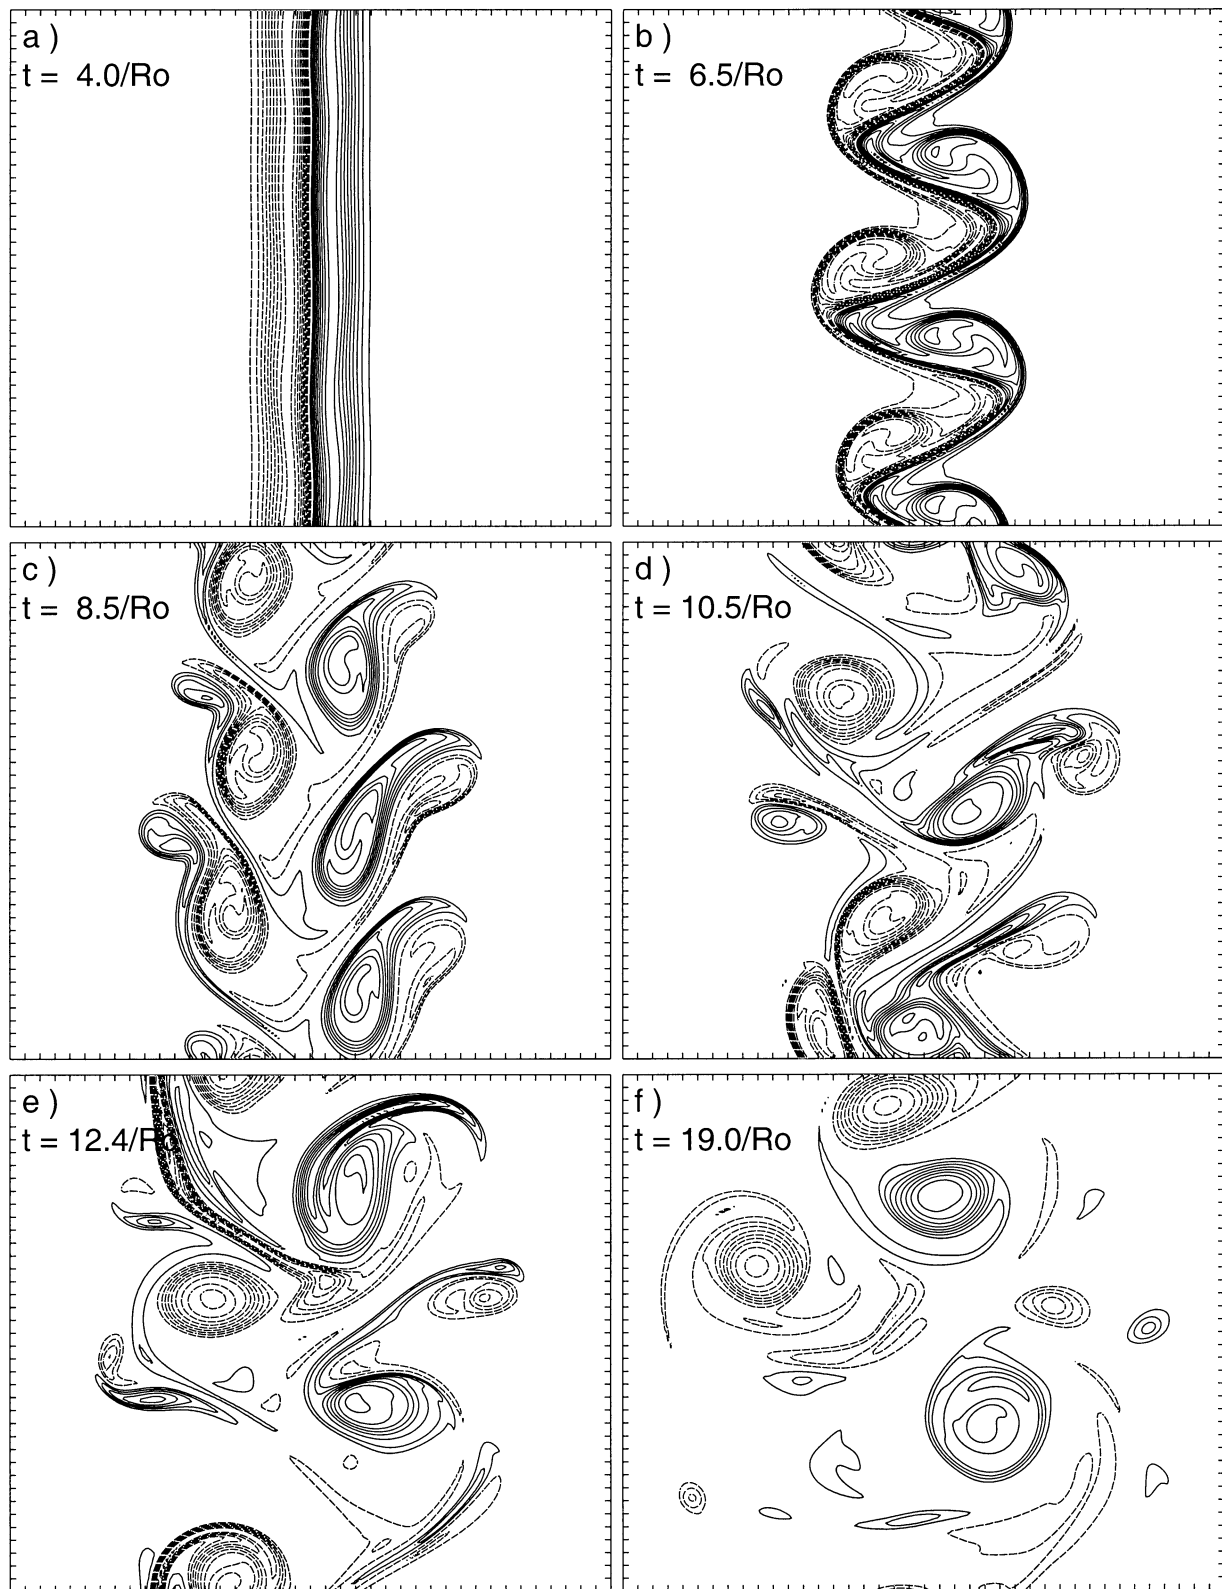 a )
t =  4.0/Ro
b )
t =  6.5/Ro
c )
t =  8.5/Ro
d )
t = 10.5/Ro
e )
t = 12.4/Ro
f )
t = 19.0/Ro